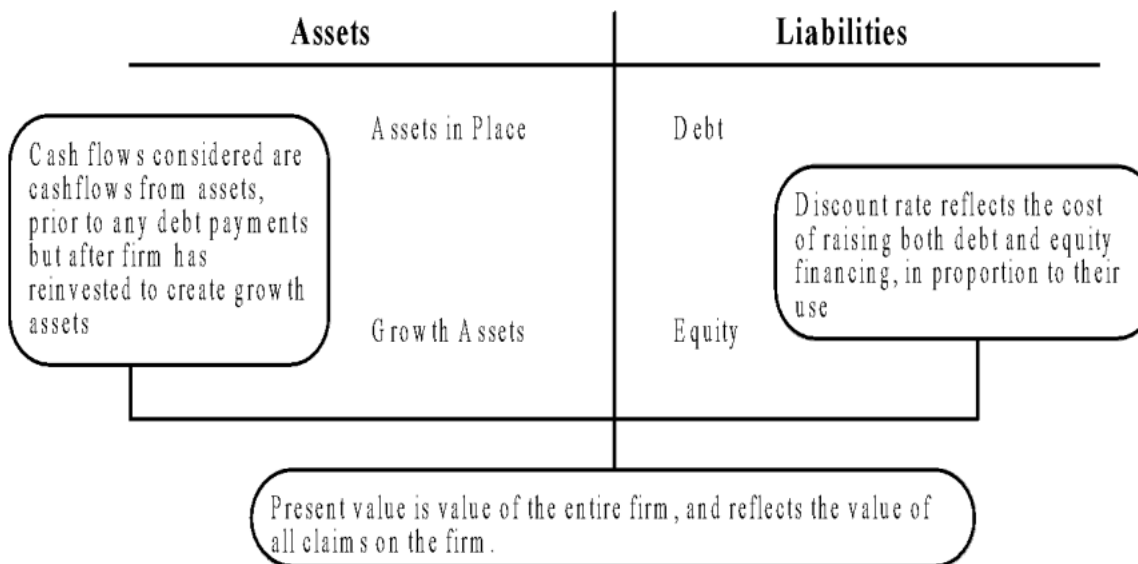 Assets
Liabilities
Assets in Place
Debt
Cash flows considered are
cashflows from assets,
prior to any debt payments
but after firm has
reinvested to create growth
assets
Discount rate reflects the cost
of raising both debt and equity
financing, in proportion to their
use
Growth Assets
Equity
Present value is value of the entire firm, and reflects the value of
all claims on the firm.